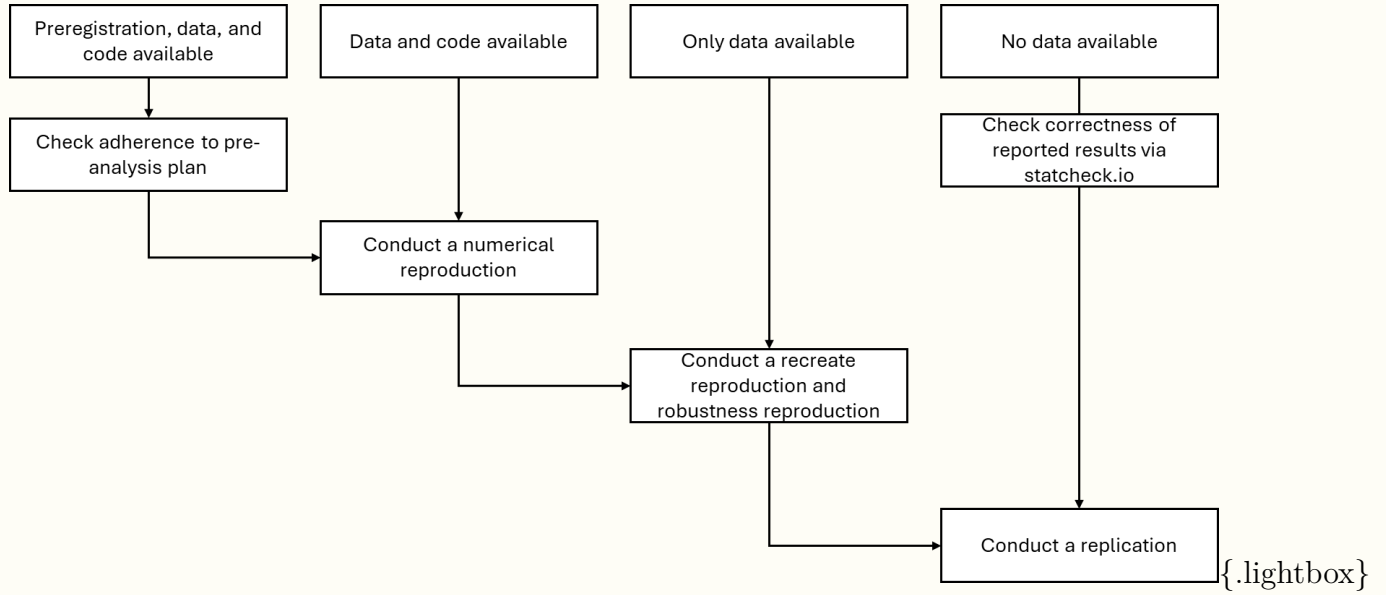 Preregistration, data, and
code available
Data and code available
Only data available
No data available
Check adherence to pre-
analysis plan
Check correctness of
reported results via
statcheck.io
Conduct a numerical
reproduction
Conduct a recreate
reproduction and
robustness reproduction
Conduct a replication
{.lightbox}